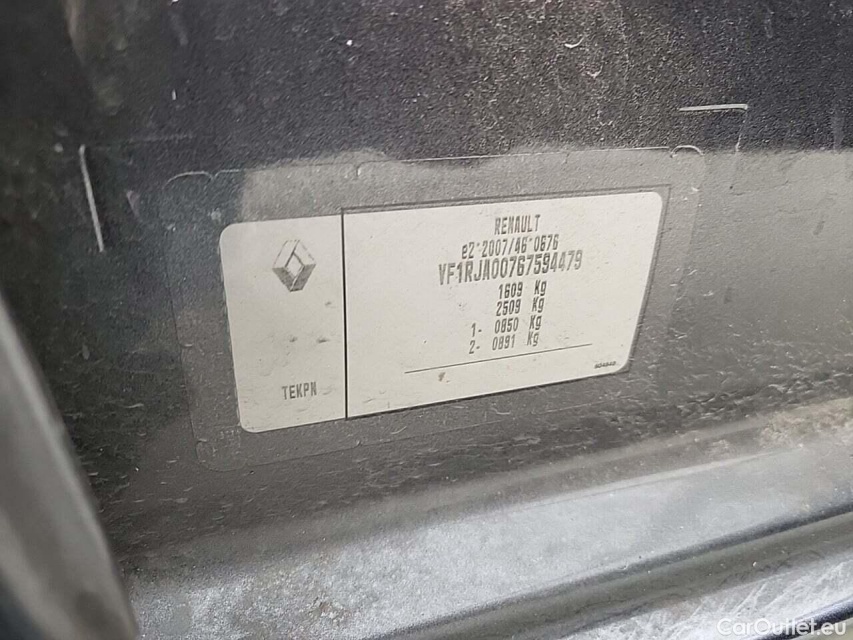 RENAULT
e2*2007/46*0676
VF1RJA00767594479
1609 Kg
2509 Kg
1- 0850 Kg
2- 0891 Kg
TEKPN
CarOutlet.eu